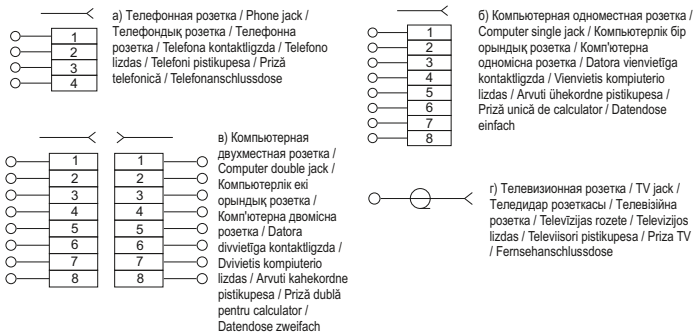 а) Телефонная розетка / Phone jack /
Телефондық розетка / Телефонна
розетка / Telefona kontaktligzda / Telefono
lizdas / Telefoni pistikupesa / Priză
telefonică / Telefonanschlussdose
1
2
3
4
б) Компьютерная одноместная розетка /
Computer single jack / Компьютерлік бір
орындық розетка / Комп'ютерна
одномісна розетка / Datora vienvietīga
kontaktligzda / Vienvietis kompiuterio
lizdas / Arvuti ühekordne pistikupesa /
Priză unică de calculator / Datendose
einfach
1
2
3
4
5
6
7
8
в) Компьютерная
двухместная розетка /
Computer double jack /
Компьютерлік екі
орындық розетка /
Комп'ютерна двомісна
розетка / Datora
divvietīga kontaktligzda /
Dvivietis kompiuterio
lizdas / Arvuti kahekordne
pistikupesa / Priză dublă
pentru calculator /
Datendose zweifach
1 1
2 2
3 3
4 4
5 5
6 6
7 7
8 8
г) Телевизионная розетка / TV jack /
Теледидар розеткасы / Телевізійна
розетка / Televīzijas rozete / Televizijos
lizdas / Televiisori pistikupesa / Priza TV
/ Fernsehanschlussdose